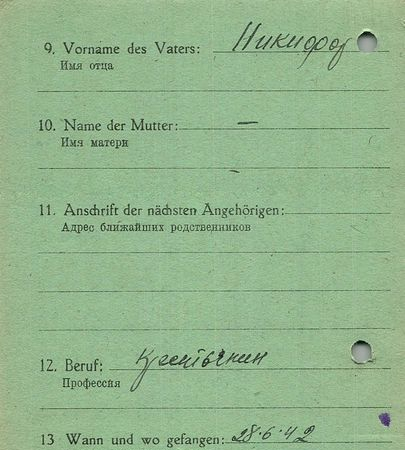 9. Vorname des Vaters: Никифор
Имя отца
10. Name der Mutter: —
Имя матери
11. Anschrift der nächsten Angehörigen:
Адрес ближайших родственников
12. Beruf: Крестьянин
Профессія
13 Wann und wo gefangen: 28.6.42